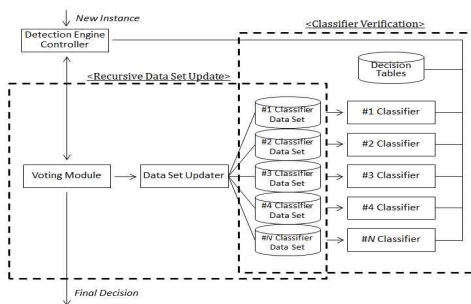 New Instance
<Classifier Verification>
Detection Engine
Controller
<Recursive Data Set Update>
Decision
Tables
#1 Classifier
Data Set
#1 Classifier
#2 Classifier
Data Set
#2 Classifier
Voting Module
Data Set Updater
#3 Classifier
Data Set
#3 Classifier
#4 Classifier
Data Set
#4 Classifier
#N Classifier
Data Set
#N Classifier
Final Decision